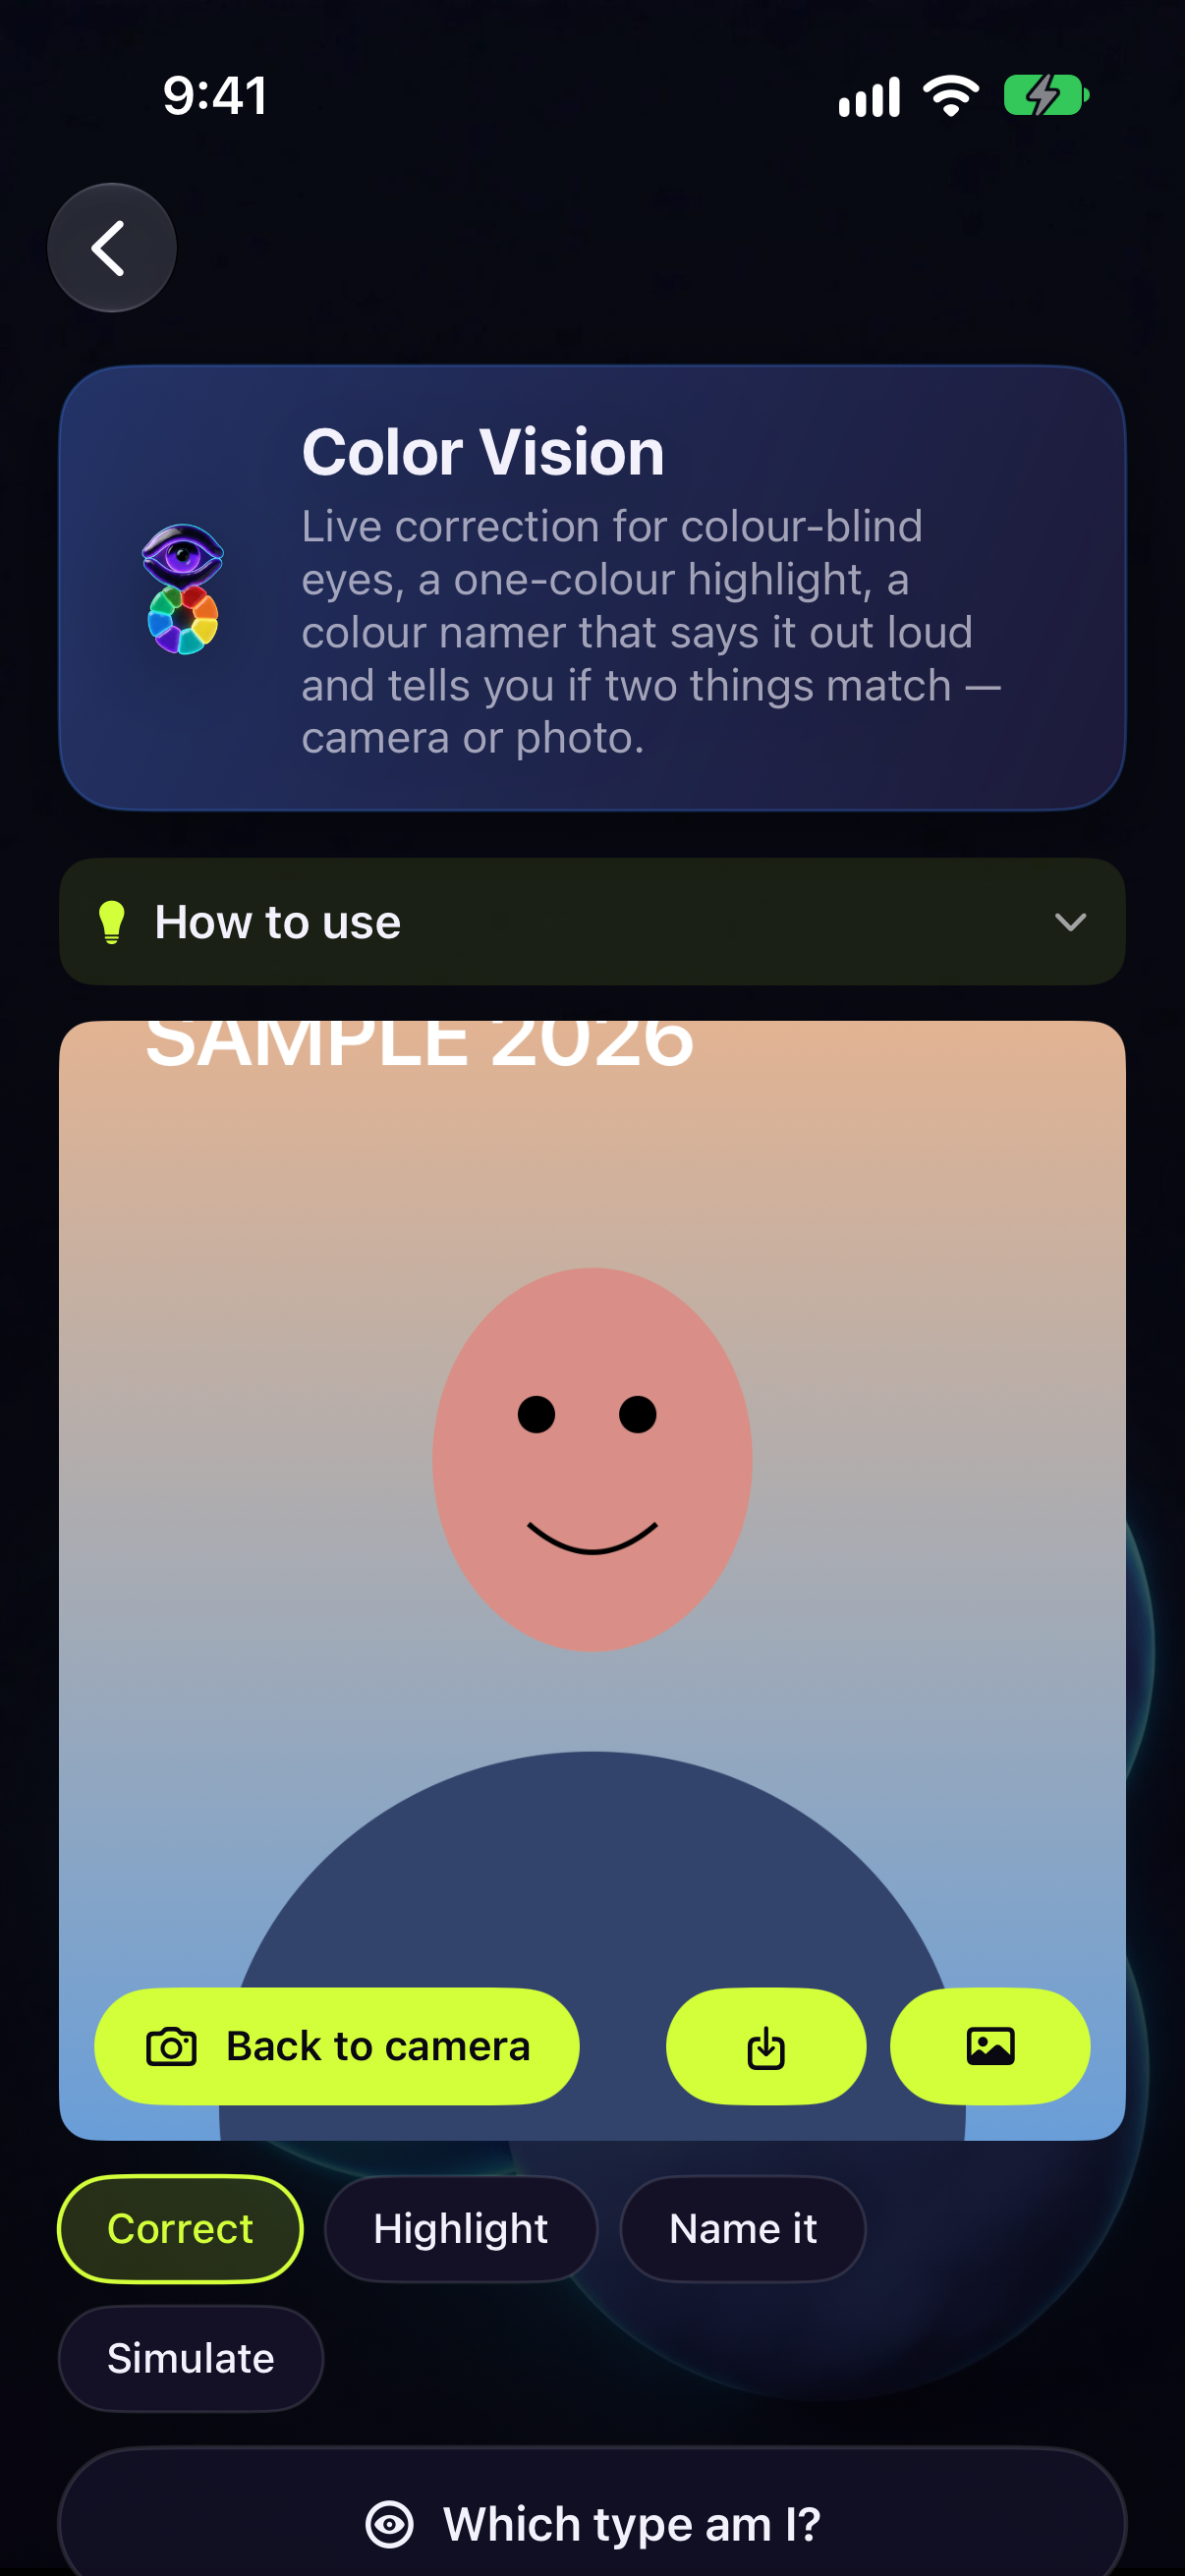 9:41
Color Vision
Live correction for colour-blind
eyes, a one-colour highlight, a
colour namer that says it out loud
and tells you if two things match —
camera or photo.
How to use
SAMPLE 2026
Back to camera
Correct
Highlight
Name it
Simulate
Which type am I?